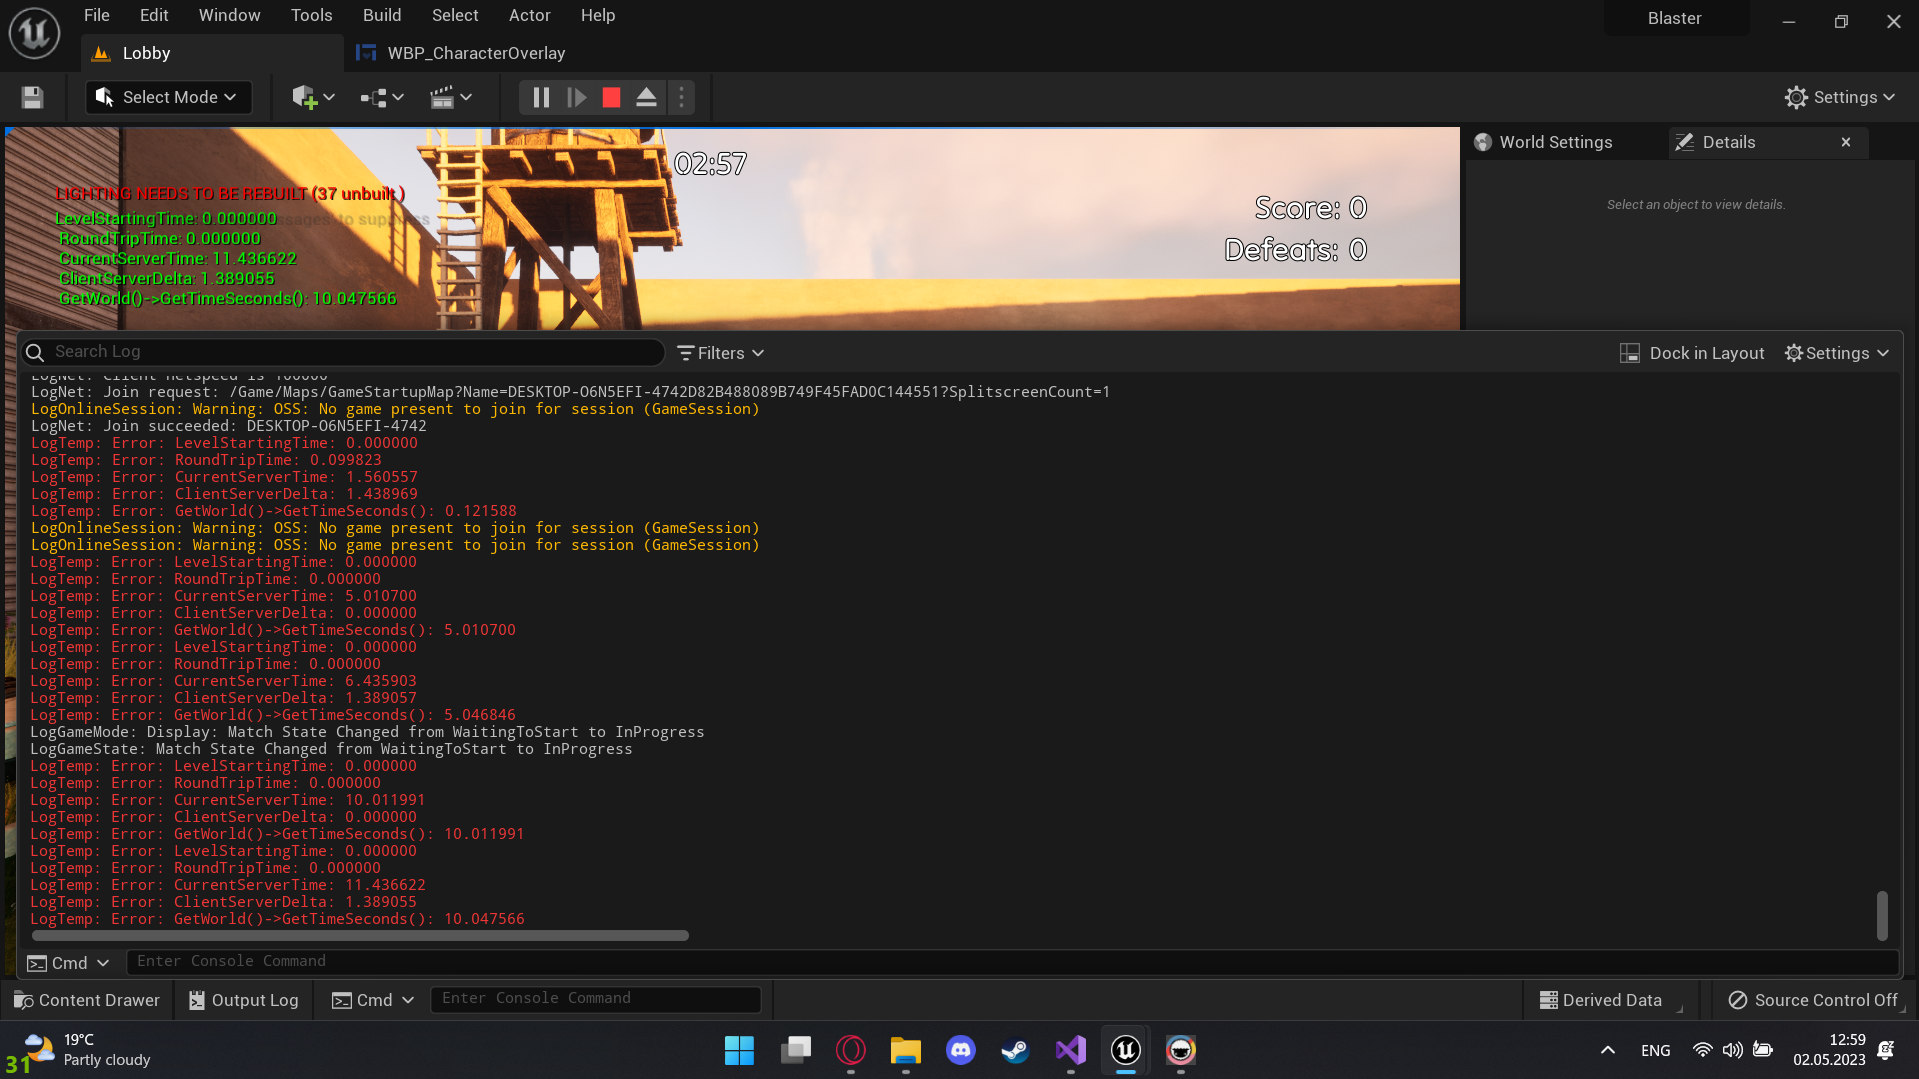 File Edit Window Tools Build Select Actor Help
Blaster
Lobby
WBP_CharacterOverlay
Select Mode
Settings
02:57
World Settings
Details
LIGHTING NEEDS TO BE REBUILT (37 unbuilt )
Score: 0
Select an object to view details.
LevelStartingTime: 0.000000
to suppress
RoundTripTime: 0.000000
Defeats: 0
CurrentServerTime: 11.436622
ClientServerDelta: 1.389055
GetWorld()->GetTimeSeconds(): 10.047566
Search Log
Filters
Dock in Layout
Settings
LogNet: Client netspeed is 100000
LogNet: Join request: /Game/Maps/GameStartupMap?Name=DESKTOP-O6N5EFI-4742D82B488089B749F45FAD0C144551?SplitscreenCount=1
LogOnlineSession: Warning: OSS: No game present to join for session (GameSession)
LogNet: Join succeeded: DESKTOP-O6N5EFI-4742
LogTemp: Error: LevelStartingTime: 0.000000
LogTemp: Error: RoundTripTime: 0.099823
LogTemp: Error: CurrentServerTime: 1.560557
LogTemp: Error: ClientServerDelta: 1.438969
LogTemp: Error: GetWorld()->GetTimeSeconds(): 0.121588
LogOnlineSession: Warning: OSS: No game present to join for session (GameSession)
LogOnlineSession: Warning: OSS: No game present to join for session (GameSession)
LogTemp: Error: LevelStartingTime: 0.000000
LogTemp: Error: RoundTripTime: 0.000000
LogTemp: Error: CurrentServerTime: 5.010700
LogTemp: Error: ClientServerDelta: 0.000000
LogTemp: Error: GetWorld()->GetTimeSeconds(): 5.010700
LogTemp: Error: LevelStartingTime: 0.000000
LogTemp: Error: RoundTripTime: 0.000000
LogTemp: Error: CurrentServerTime: 6.435903
LogTemp: Error: ClientServerDelta: 1.389057
LogTemp: Error: GetWorld()->GetTimeSeconds(): 5.046846
LogGameMode: Display: Match State Changed from WaitingToStart to InProgress
LogGameState: Match State Changed from WaitingToStart to InProgress
LogTemp: Error: LevelStartingTime: 0.000000
LogTemp: Error: RoundTripTime: 0.000000
LogTemp: Error: CurrentServerTime: 10.011991
LogTemp: Error: ClientServerDelta: 0.000000
LogTemp: Error: GetWorld()->GetTimeSeconds(): 10.011991
LogTemp: Error: LevelStartingTime: 0.000000
LogTemp: Error: RoundTripTime: 0.000000
LogTemp: Error: CurrentServerTime: 11.436622
LogTemp: Error: ClientServerDelta: 1.389055
LogTemp: Error: GetWorld()->GetTimeSeconds(): 10.047566
Cmd
Enter Console Command
Content Drawer
Output Log
Cmd
Enter Console Command
Derived Data
Source Control Off
19°C
Partly cloudy
31
ENG
12:59
02.05.2023